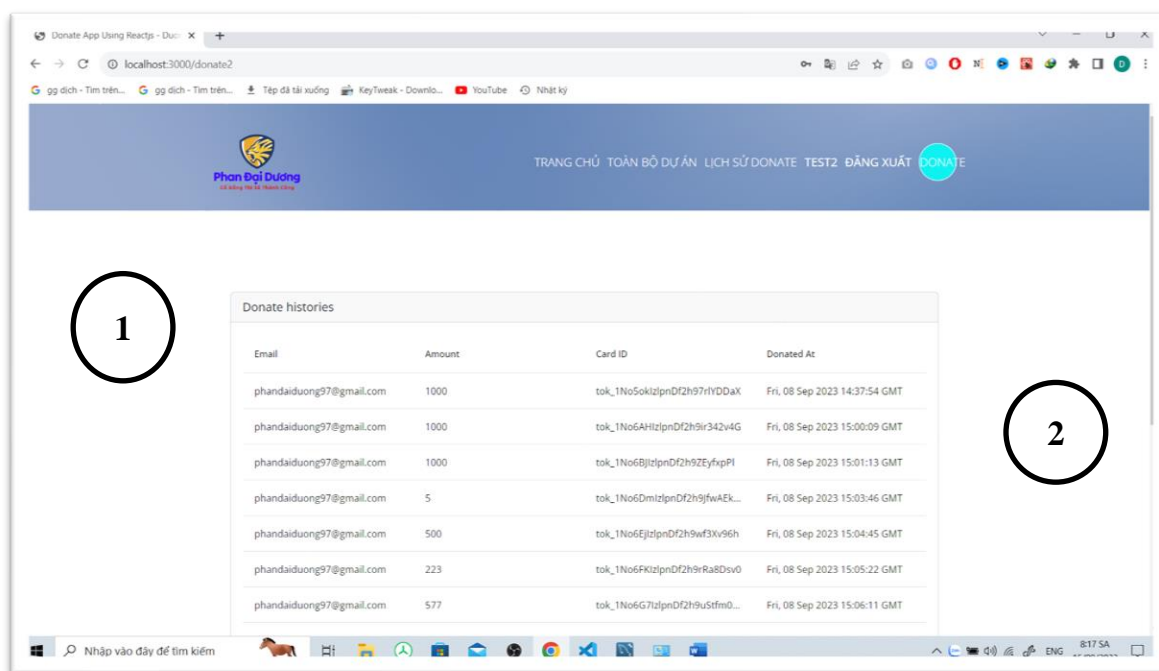 Donate App Using Reactjs - Duo
localhost:3000/donate2
gg dich - Tìm trên... gg dich - Tìm trên... Tệp đã tải xuống KeyTweak - Downlo... YouTube Nhật ký
Phan Đại Dương
TRANG CHỦ TOÀN BỘ DỰ ÁN LỊCH SỬ DONATE TEST2 ĐĂNG XUẤT DONATE
1
Donate histories
Email Amount Card ID Donated At
phandaiduong97@gmail.com 1000 Fri, 08 Sep 2023 14:37:54 GMT
phandaiduong97@gmail.com 1000 tok_1No6AHIzlpnDf2h9ir342v4G Fri, 08 Sep 2023 15:00:09 GMT
phandaiduong97@gmail.com 1000 tok_1No6BJIzlpnDf2h9ZEyfxpPl Fri, 08 Sep 2023 15:01:13 GMT
2
phandaiduong97@gmail.com 5 tok_1No6DmIzlpnDf2h9JfwAEk... Fri, 08 Sep 2023 15:03:46 GMT
phandaiduong97@gmail.com 500 tok_1No6EjIzlpnDf2h9wf3Xv96h Fri, 08 Sep 2023 15:04:45 GMT
phandaiduong97@gmail.com 223 tok_1No6FKIzlpnDf2h9rRa8Dsv0 Fri, 08 Sep 2023 15:05:22 GMT
phandaiduong97@gmail.com 577 tok_1No6G7IzlpnDf2h9uStfm0... Fri, 08 Sep 2023 15:06:11 GMT
Nhập vào đây để tìm kiếm ENG 8:17 SA